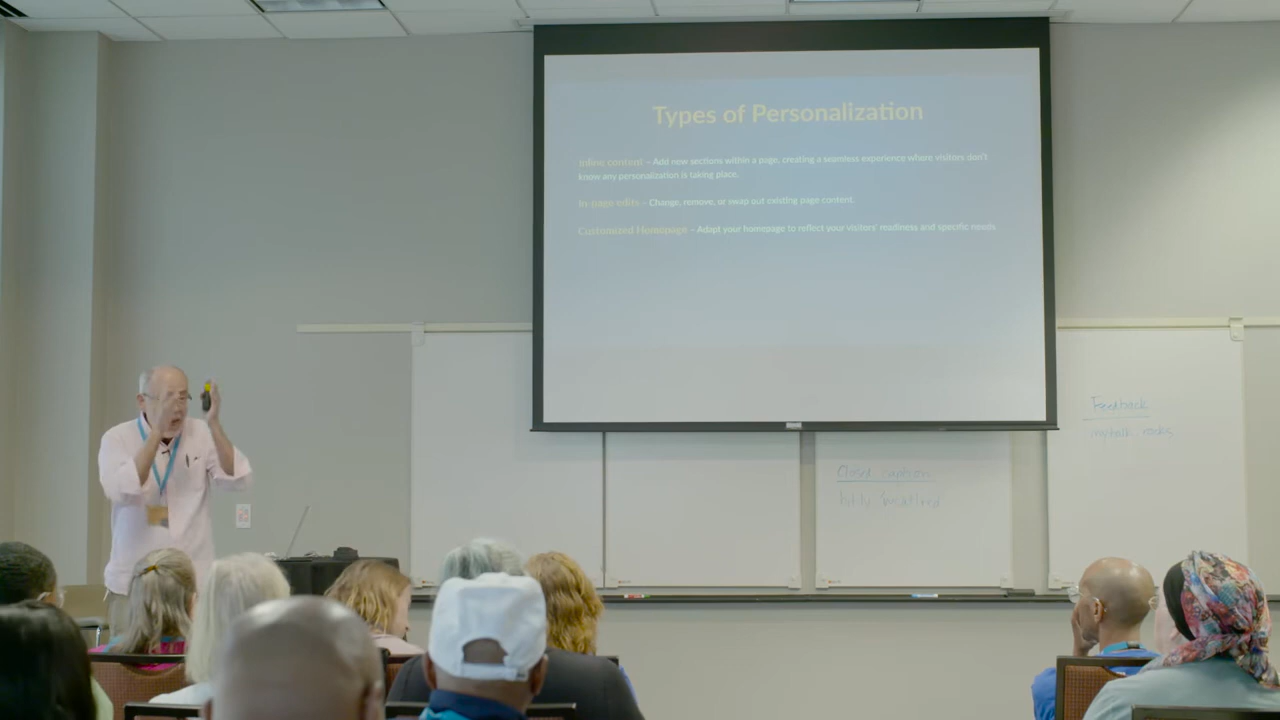 Types of Personalization
Inline content – Add new sections within a page, creating a seamless experience where visitors don't
know any personalization is taking place.
In page edits – Change, remove, or swap out existing page content.
Customized Homepage – Adapt your homepage to reflect your visitors' readiness and specific needs
Feedback
Close caption